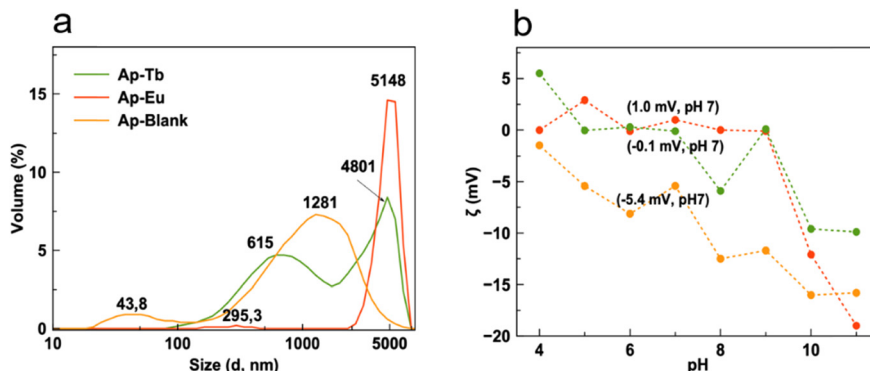 a
Volume (%)
15
10
5
0
Ap-Tb
Ap-Eu
Ap-Blank
5148
4801
1281
615
43,8
295,3
10
100
1000
5000
Size (d, nm)
b
ζ (mV)
5
0
−5
−10
−15
−20
(1.0 mV, pH 7)
(-0.1 mV, pH 7)
(-5.4 mV, pH7)
4
6
8
10
pH